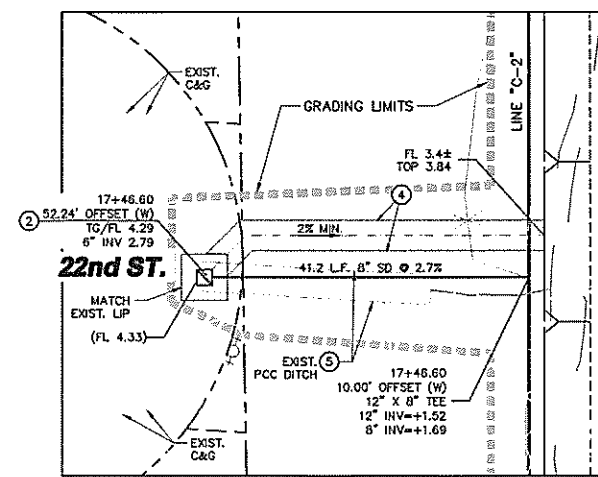 EXIST.
C&G
GRADING LIMITS
LINE "C-2"
FL 3.4±
TOP 3.84
17+46.60
2 52.24' OFFSET (W)
TG/FL 4.29
6" INV 2.79
4
2% MIN.
22nd ST.
41.2 L.F. 8" SD @ 2.7%
MATCH
EXIST. LIP
(FL 4.33)
EXIST.
PCC DITCH
5
17+46.60
10.00' OFFSET (W)
12" X 8" TEE
12" INV=+1.52
8" INV=+1.69
EXIST.
C&G